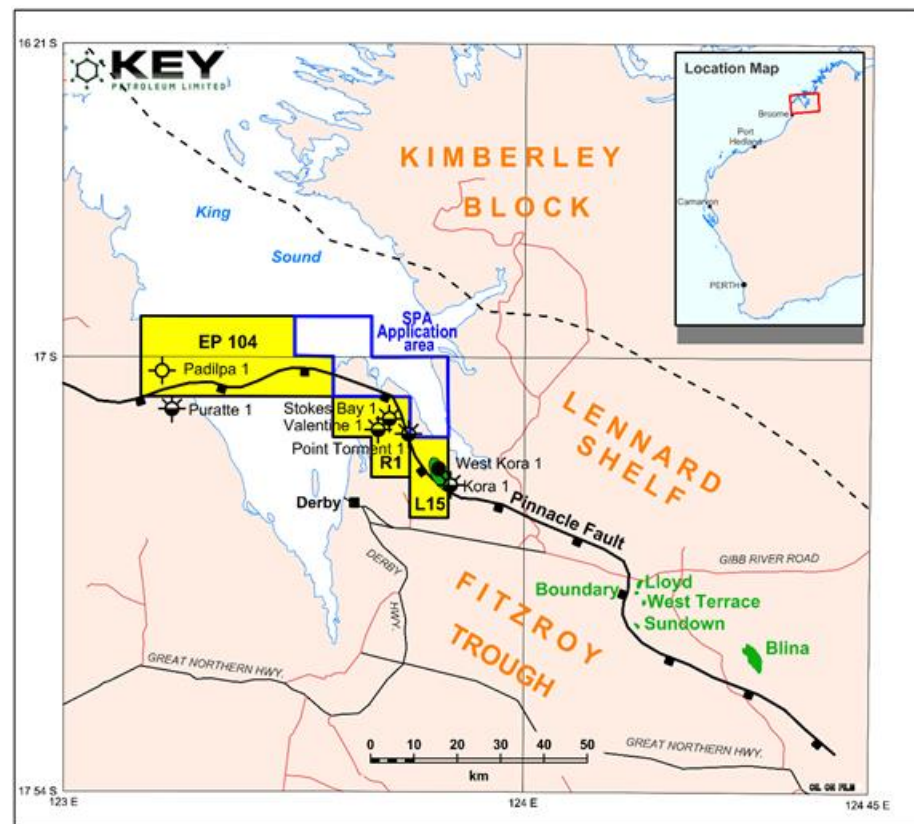 16 21 S
KEY
PETROLEUM LIMITED
Location Map
Broome
Port
Hedland
Carnarvon
PERTH
KIMBERLEY
BLOCK
King
Sound
SPA
Application
area
EP 104
17 S
Padilpa 1
Puratte 1
Stokes Bay 1
Valentine 1
Point Torment 1
R1
West Kora 1
Kora 1
L15
LENNARD
SHELF
Derby
Pinnacle Fault
GIBB RIVER ROAD
DERBY
HWY.
FITZROY
TROUGH
Boundary
Lloyd
West Terrace
Sundown
Blina
GREAT NORTHERN HWY.
GREAT NORTHERN HWY.
0 10 20 30 40 50
km
17 54 S
123 E
124 E
124 45 E